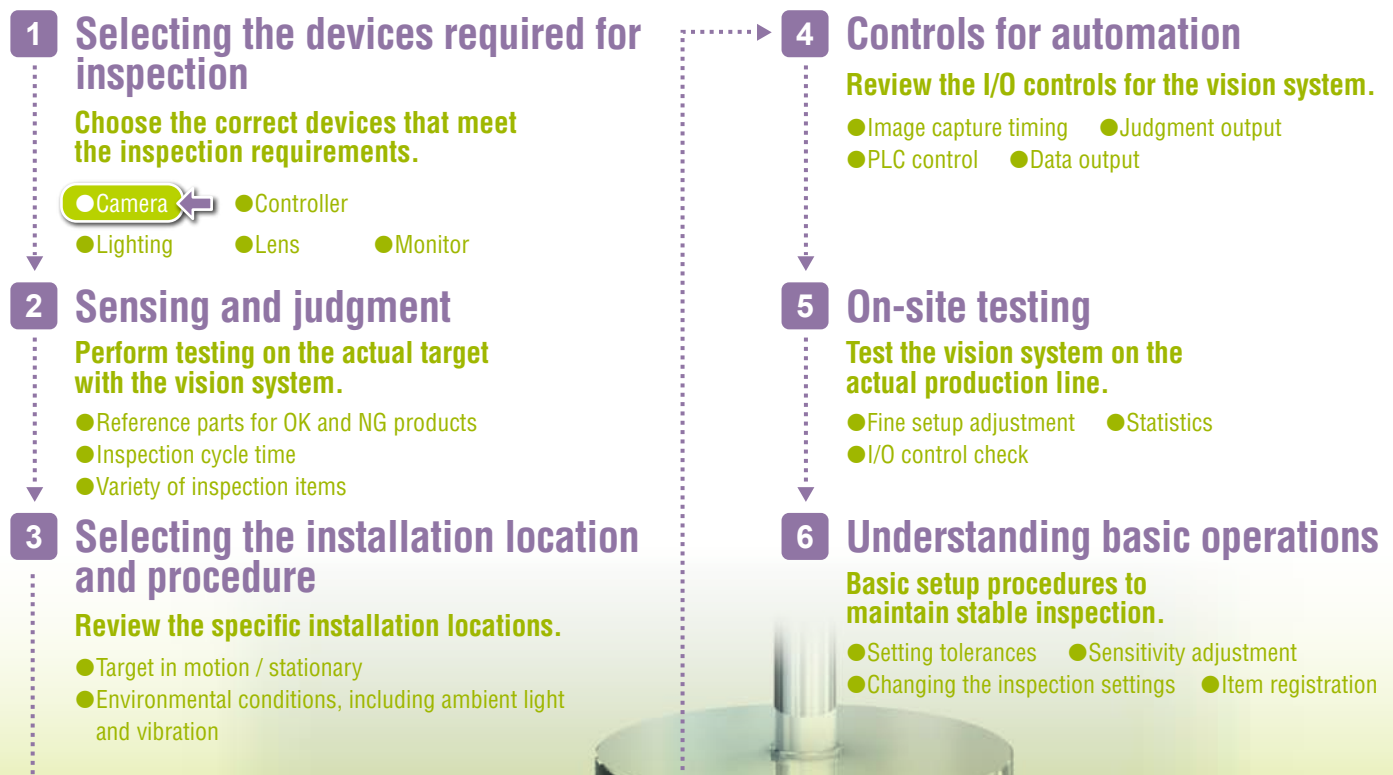 1 Selecting the devices required for
inspection
Choose the correct devices that meet
the inspection requirements.
●Camera ●Controller
●Lighting ●Lens ●Monitor
2 Sensing and judgment
Perform testing on the actual target
with the vision system.
●Reference parts for OK and NG products
●Inspection cycle time
●Variety of inspection items
3 Selecting the installation location
and procedure
Review the specific installation locations.
●Target in motion / stationary
●Environmental conditions, including ambient light
and vibration
4 Controls for automation
Review the I/O controls for the vision system.
●Image capture timing ●Judgment output
●PLC control ●Data output
5 On-site testing
Test the vision system on the
actual production line.
●Fine setup adjustment ●Statistics
●I/O control check
6 Understanding basic operations
Basic setup procedures to
maintain stable inspection.
●Setting tolerances ●Sensitivity adjustment
●Changing the inspection settings ●Item registration